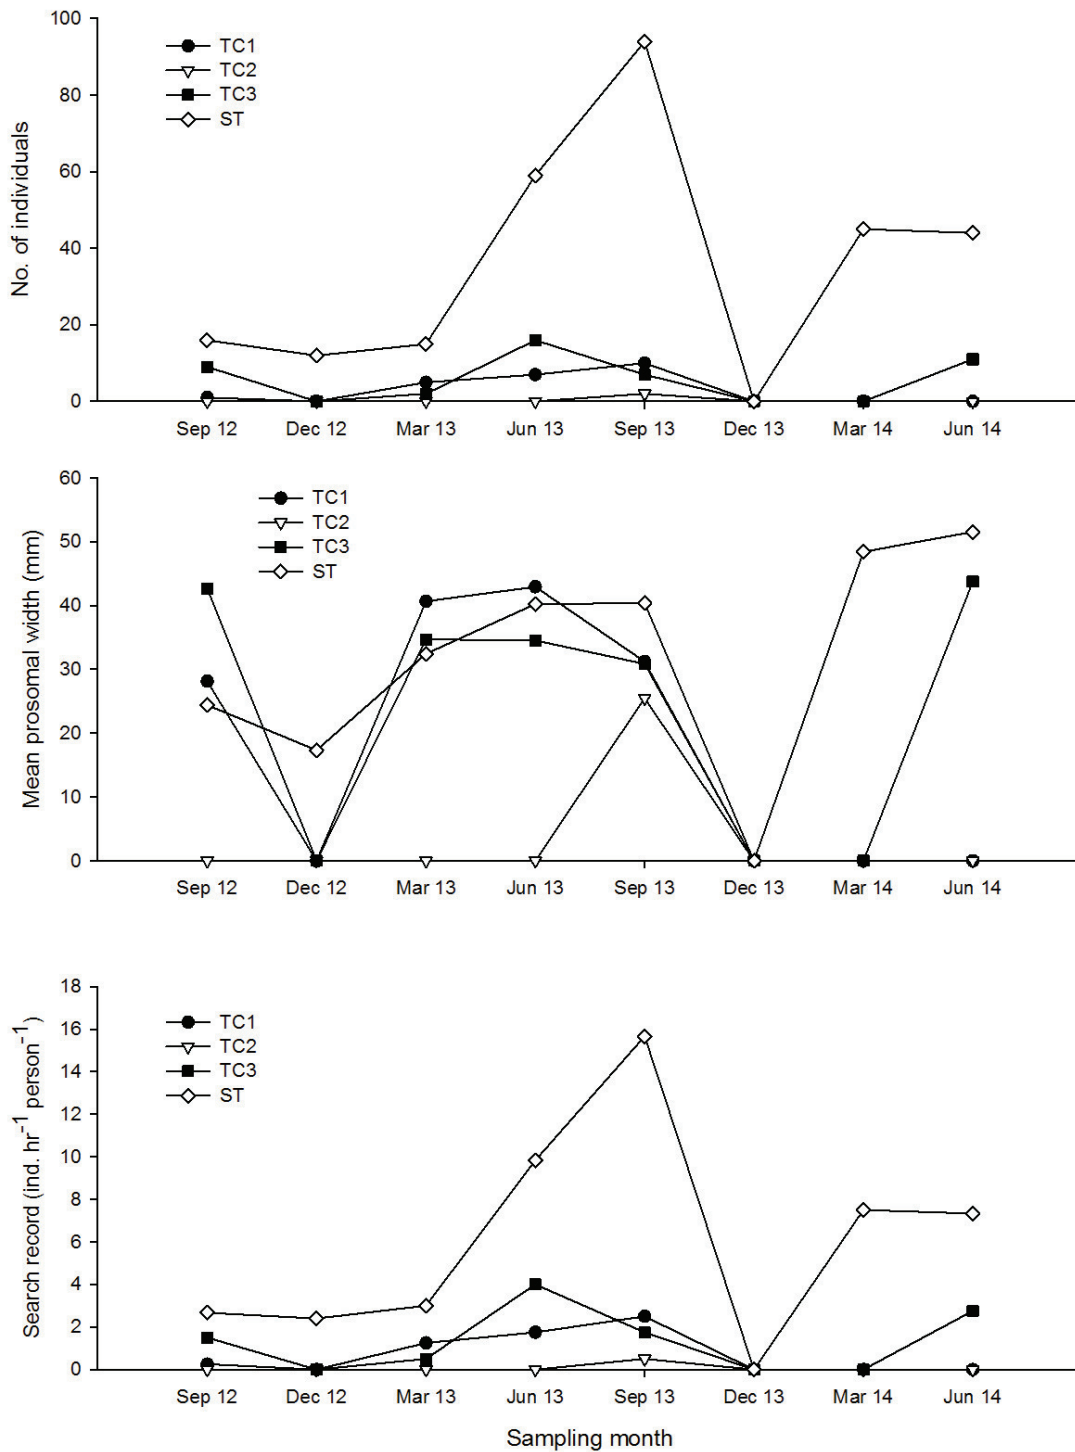 No. of individuals
100
80
60
40
20
0
TC1
TC2
TC3
ST
Sep 12 Dec 12 Mar 13 Jun 13 Sep 13 Dec 13 Mar 14 Jun 14
Mean prosomal width (mm)
60
50
40
30
20
10
0
TC1
TC2
TC3
ST
Sep 12 Dec 12 Mar 13 Jun 13 Sep 13 Dec 13 Mar 14 Jun 14
Search record (ind. hr⁻¹ person⁻¹)
18
16
14
12
10
8
6
4
2
0
TC1
TC2
TC3
ST
Sep 12 Dec 12 Mar 13 Jun 13 Sep 13 Dec 13 Mar 14 Jun 14
Sampling month